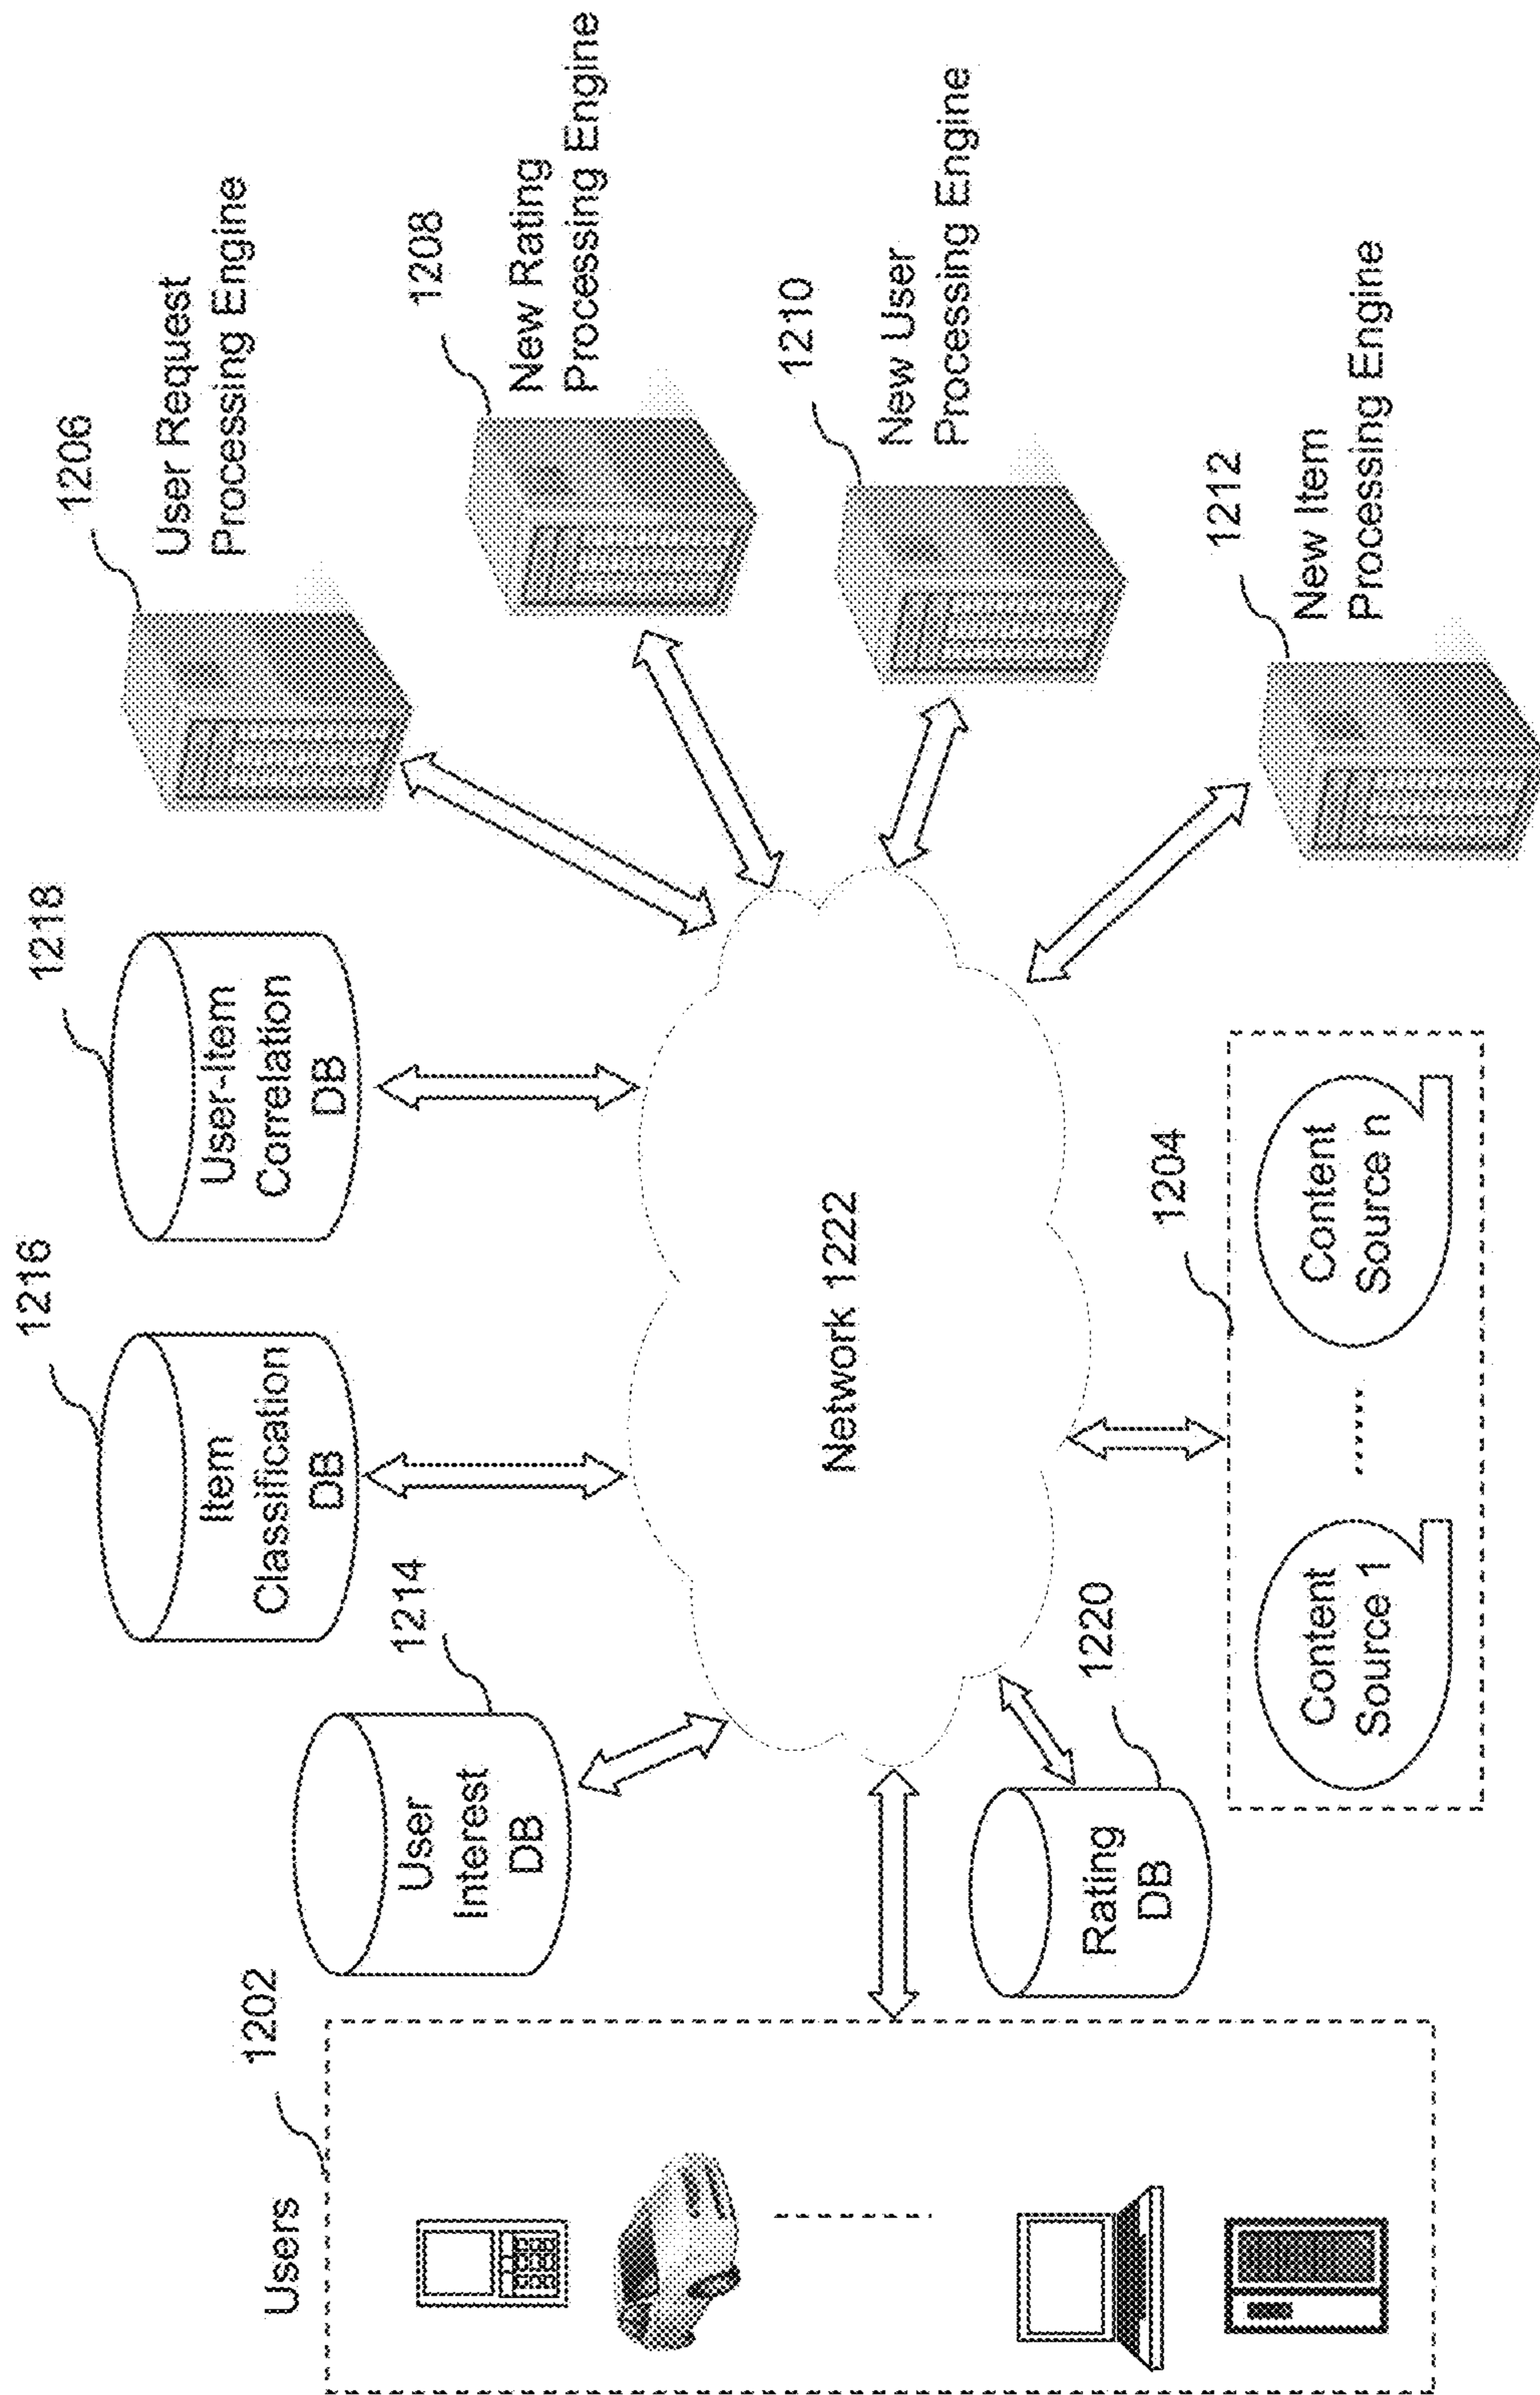 Users
1202
User
Interest
DB
1214
Item
Classification
DB
1216
User-Item
Correlation
DB
1218
1206
User Request
Processing Engine
1208
New Rating
Processing Engine
1210
New User
Processing Engine
1212
New Item
Processing Engine
Network 1222
Rating
DB
1220
1204
Content
Source 1
Content
Source n